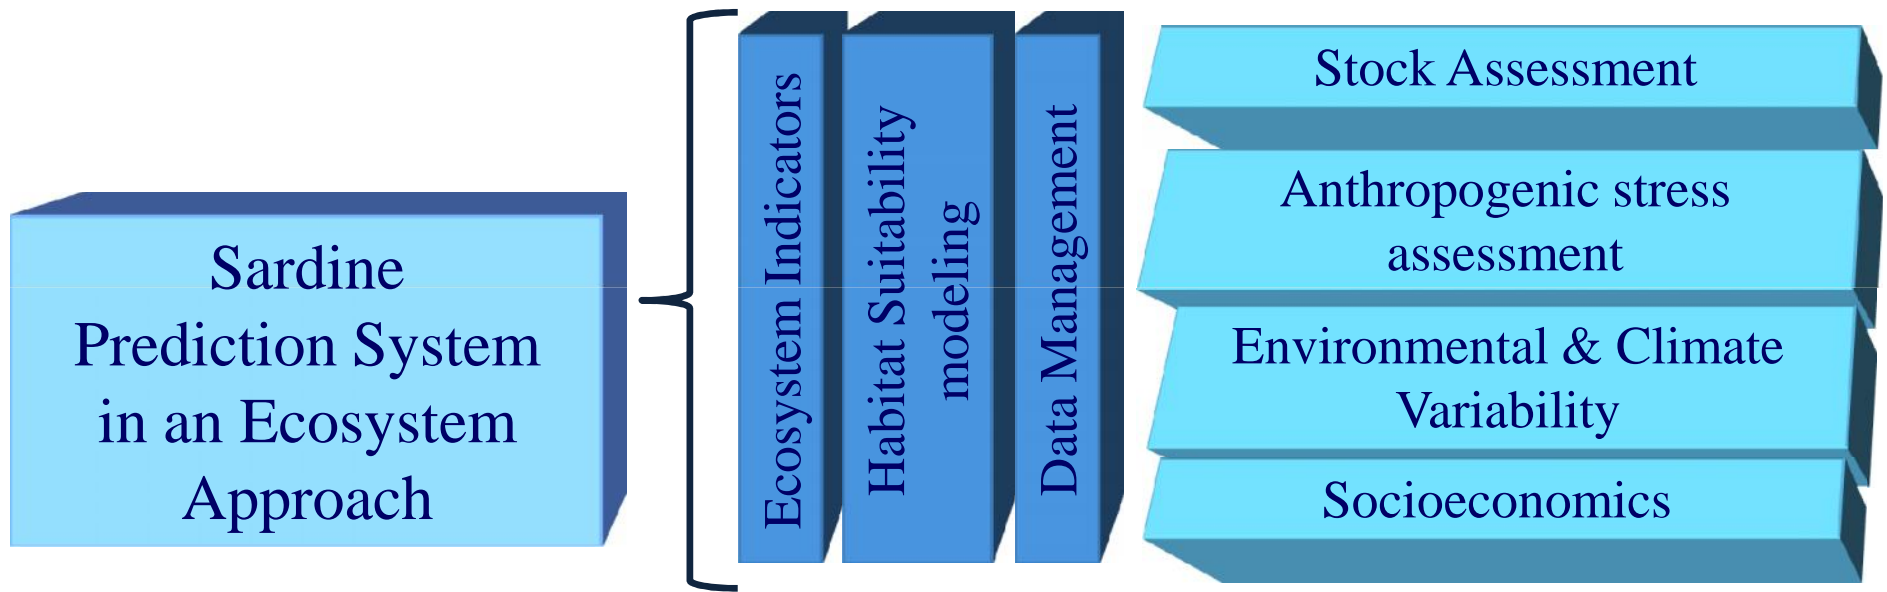 Sardine
Prediction System
in an Ecosystem
Approach
Ecosystem Indicators
Habitat Suitability
modeling
Data Management
Stock Assessment
Anthropogenic stress
assessment
Environmental & Climate
Variability
Socioeconomics